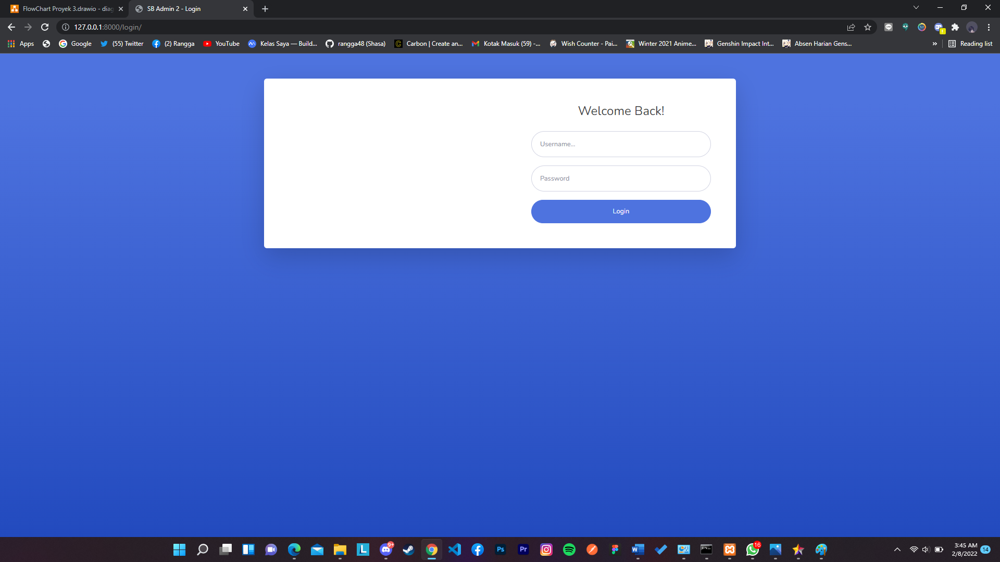 FlowChart Proyek 3.drawio - diag
SB Admin 2 - Login
127.0.0.1:8000/login/
Apps
Google
(55) Twitter
(2) Rangga
YouTube
Kelas Saya — Build...
rangga48 (Shasa)
Carbon | Create an...
Kotak Masuk (59) -...
Wish Counter - Pai...
Winter 2021 Anime...
Genshin Impact Int...
Absen Harian Gens...
»
Reading list
Welcome Back!
Username...
Password
Login
L
9+
Ps
Pr
W
16
3:45 AM
2/8/2022
14